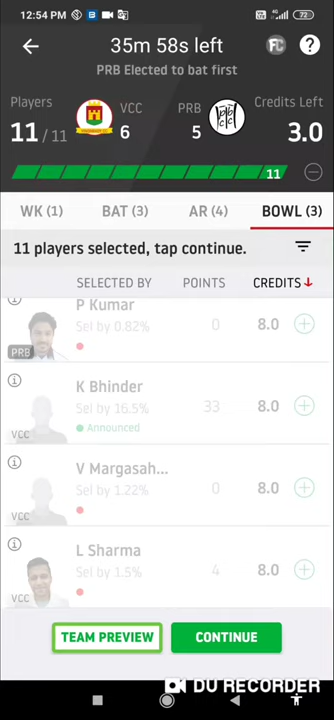 12:54 PM
35m 58s left
FC
?
PRB Elected to bat first
Players
VCC
PRB
Credits Left
11 / 11
6
5
3.0
11
WK (1)
BAT (3)
AR (4)
BOWL (3)
11 players selected, tap continue.
SELECTED BY
POINTS
CREDITS
P Kumar
Sel by 0.82%
0
8.0
PRB
K Bhinder
Sel by 16.5%
33
8.0
Announced
VCC
V Margasah...
Sel by 1.22%
0
8.0
VCC
L Sharma
Sel by 1.5%
4
8.0
VCC
TEAM PREVIEW
CONTINUE
DU RECORDER